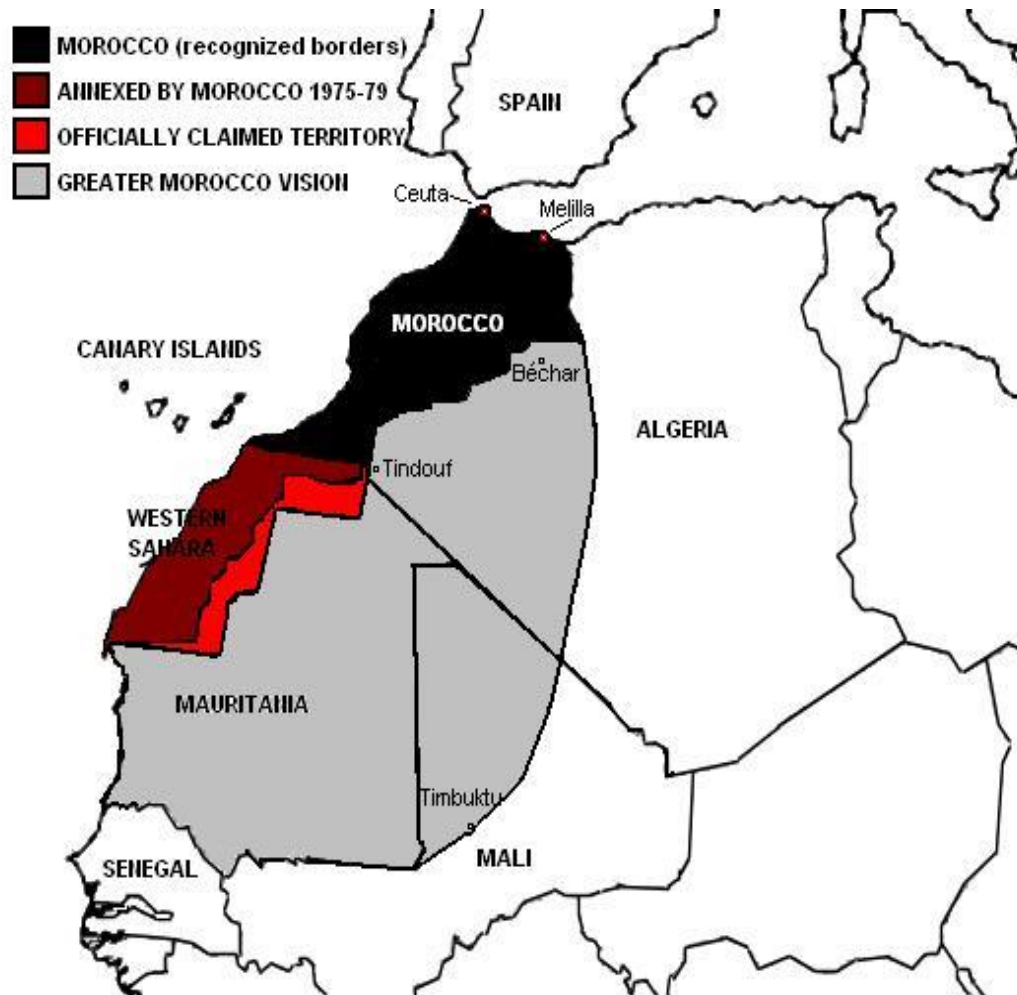 MOROCCO (recognized borders)
ANNEXED BY MOROCCO 1975-79
OFFICIALLY CLAIMED TERRITORY
GREATER MOROCCO VISION
SPAIN
Ceuta
Melilla
MOROCCO
CANARY ISLANDS
Béchar
ALGERIA
Tindouf
WESTERN
SAHARA
MAURITANIA
Timbuktu
MALI
SENEGAL